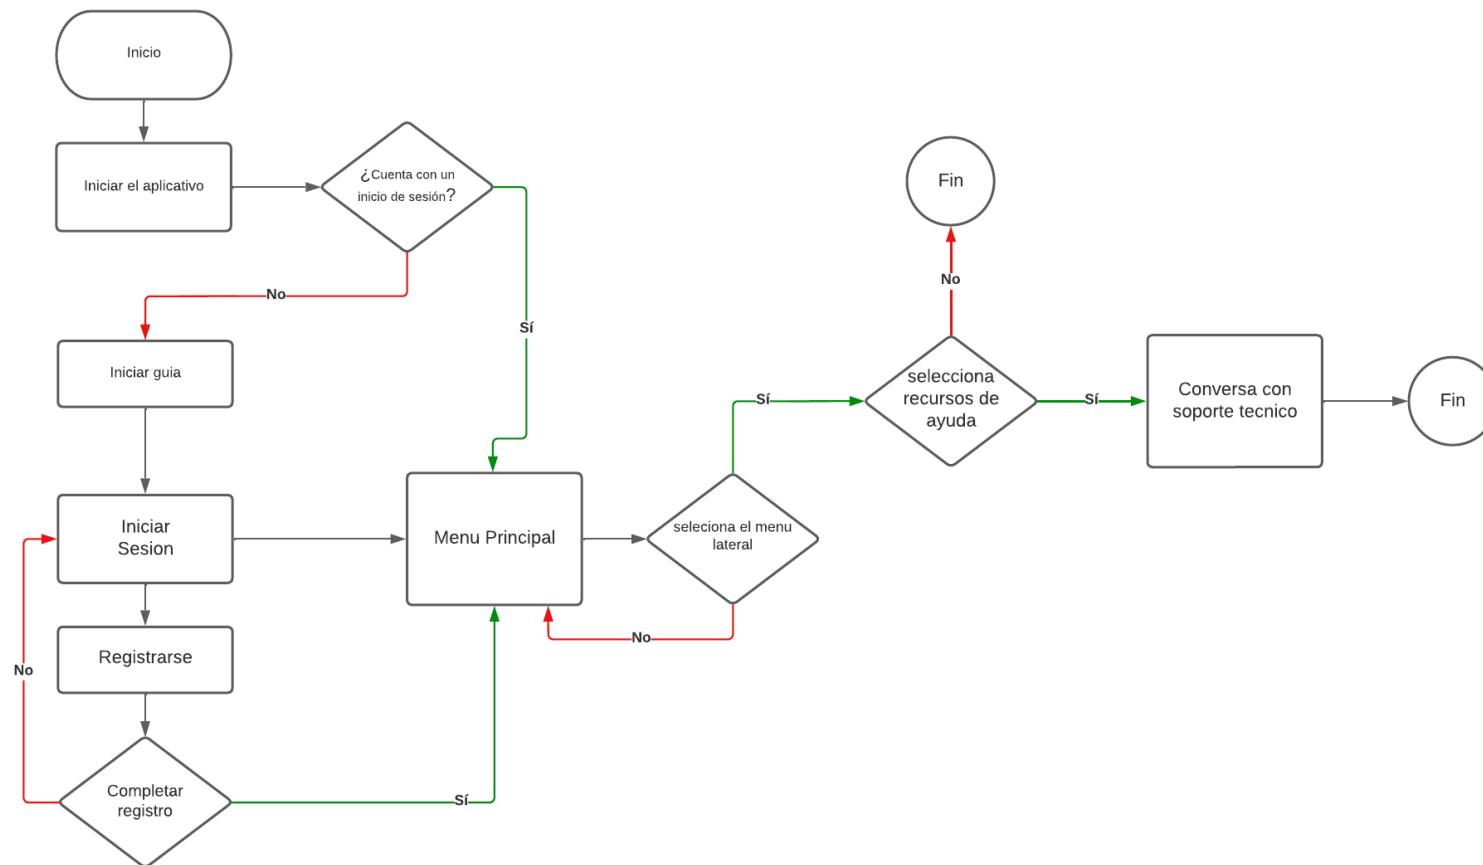 Inicio
Iniciar el aplicativo
¿Cuenta con un
inicio de sesión?
Fin
No
No
Sí
Iniciar guia
selecciona
recursos de
ayuda
Sí
Sí
Conversa con
soporte tecnico
Fin
Iniciar
Sesion
Menu Principal
seleciona el menu
lateral
No
Registrarse
No
Completar
registro
Sí